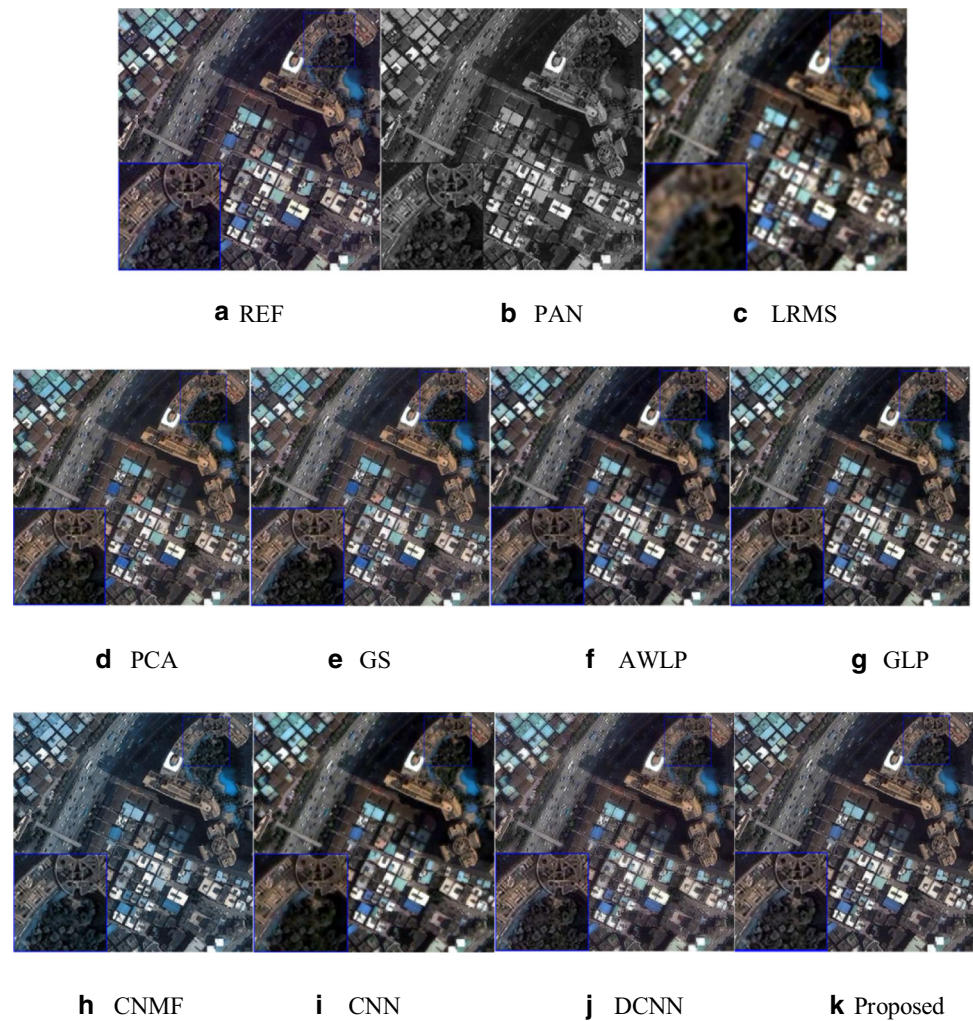 a REF
b PAN
c LRMS
d PCA
e GS
f AWLP
g GLP
h CNMF
i CNN
j DCNN
k Proposed